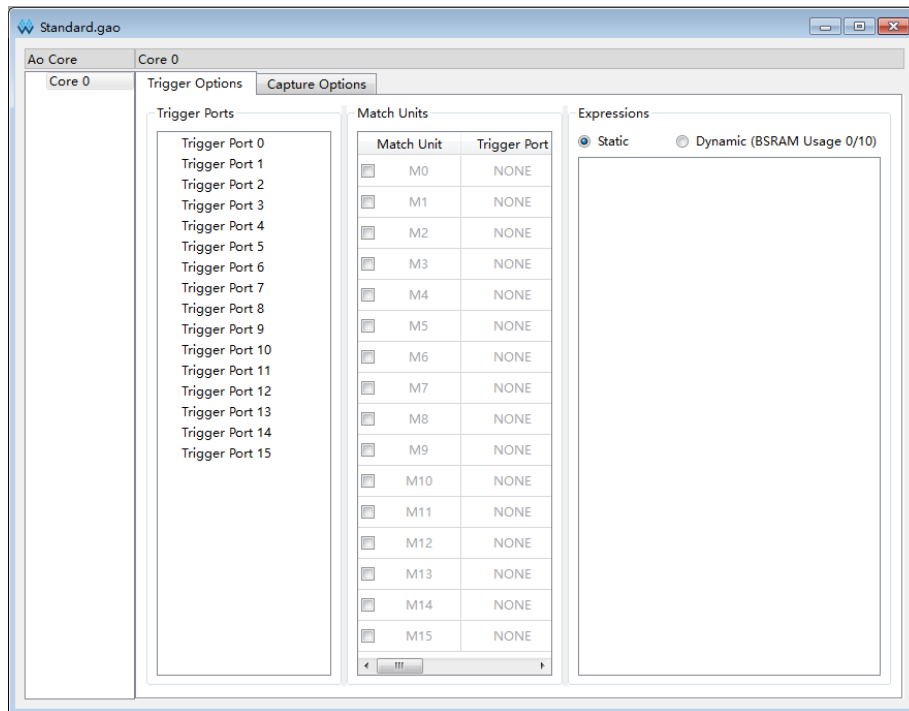 Standard.gao
Ao Core Core 0
Core 0
Trigger Options Capture Options
Trigger Ports
Trigger Port 0
Trigger Port 1
Trigger Port 2
Trigger Port 3
Trigger Port 4
Trigger Port 5
Trigger Port 6
Trigger Port 7
Trigger Port 8
Trigger Port 9
Trigger Port 10
Trigger Port 11
Trigger Port 12
Trigger Port 13
Trigger Port 14
Trigger Port 15
Match Units
Match Unit Trigger Port
M0 NONE
M1 NONE
M2 NONE
M3 NONE
M4 NONE
M5 NONE
M6 NONE
M7 NONE
M8 NONE
M9 NONE
M10 NONE
M11 NONE
M12 NONE
M13 NONE
M14 NONE
M15 NONE
Expressions
Static Dynamic (BSRAM Usage 0/10)